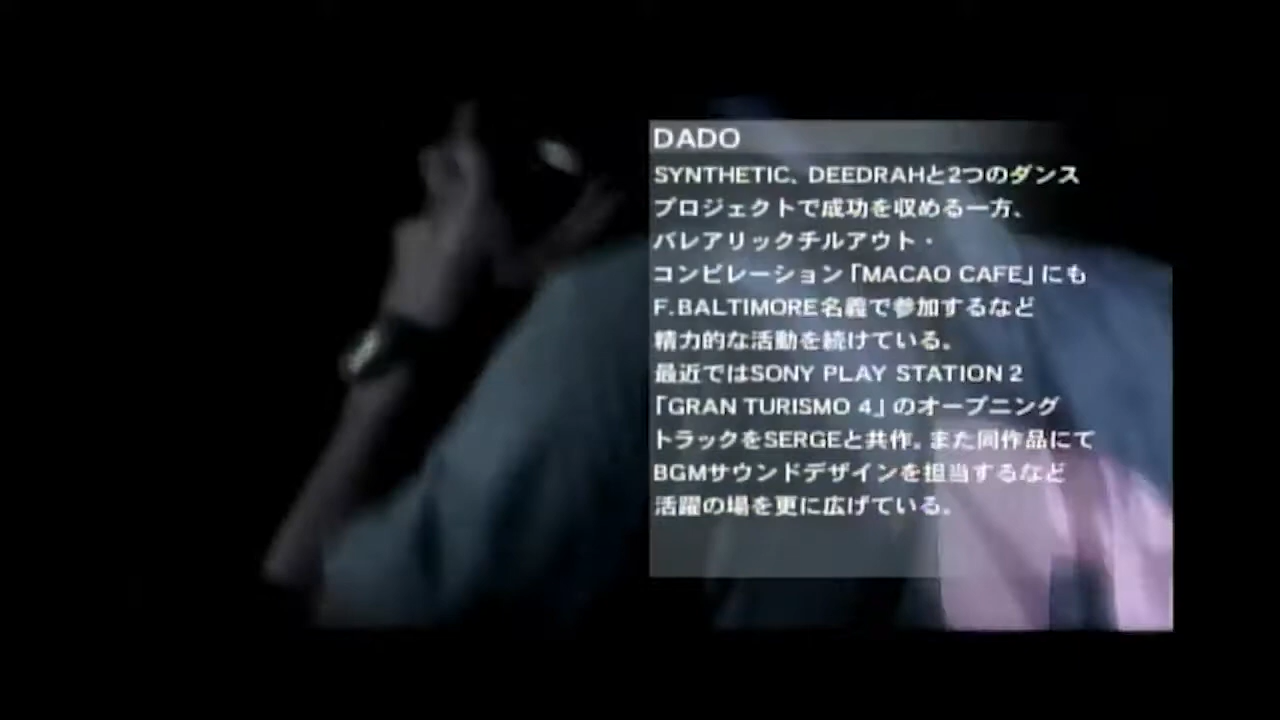 DADO
SYNTHETIC、DEEDRAHと2つのダンス
プロジェクトで成功を収める一方、
バレアリックチルアウト・
コンピレーション「MACAO CAFE」にも
F.BALTIMORE名義で参加するなど
精力的な活動を続けている。
最近ではSONY PLAY STATION 2
「GRAN TURISMO 4」のオープニング
トラックをSERGEと共作。また同作品にて
BGMサウンドデザインを担当するなど
活躍の場を更に広げている。